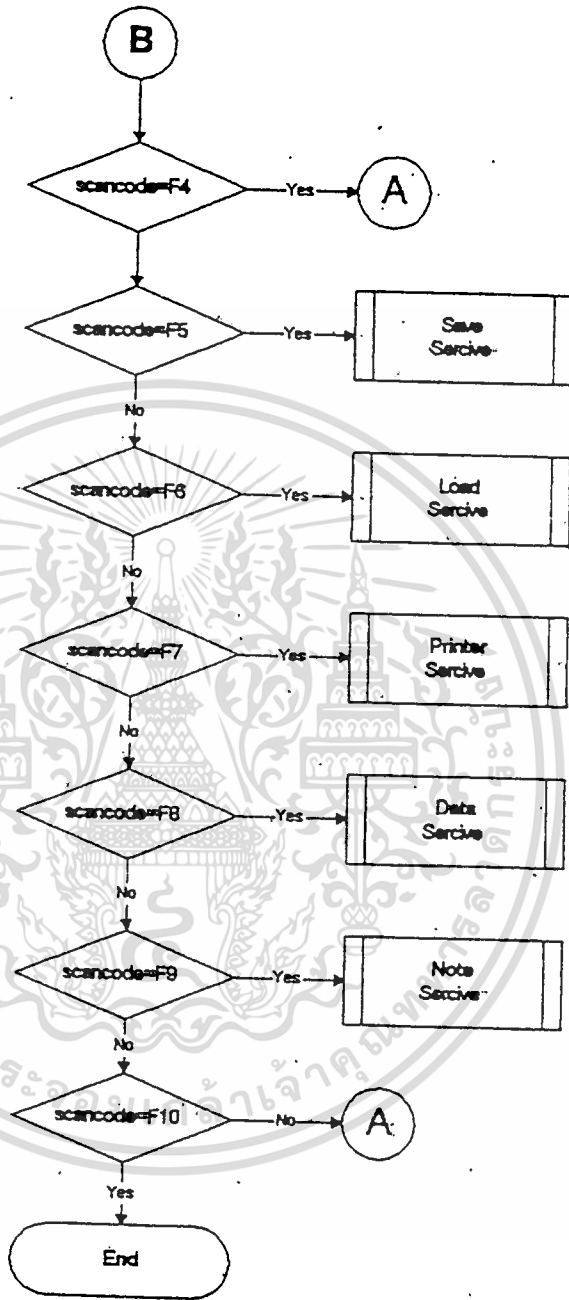 B
scancode=F4
Yes
A
scancode=F5
Yes
Save
Sercive
No
scancode=F6
Yes
Load
Sercive
No
scancode=F7
Yes
Printer
Sercive
No
scancode=F8
Yes
Data
Sercive
No
scancode=F9
Yes
Note
Sercive
No
scancode=F10
No
A
Yes
End